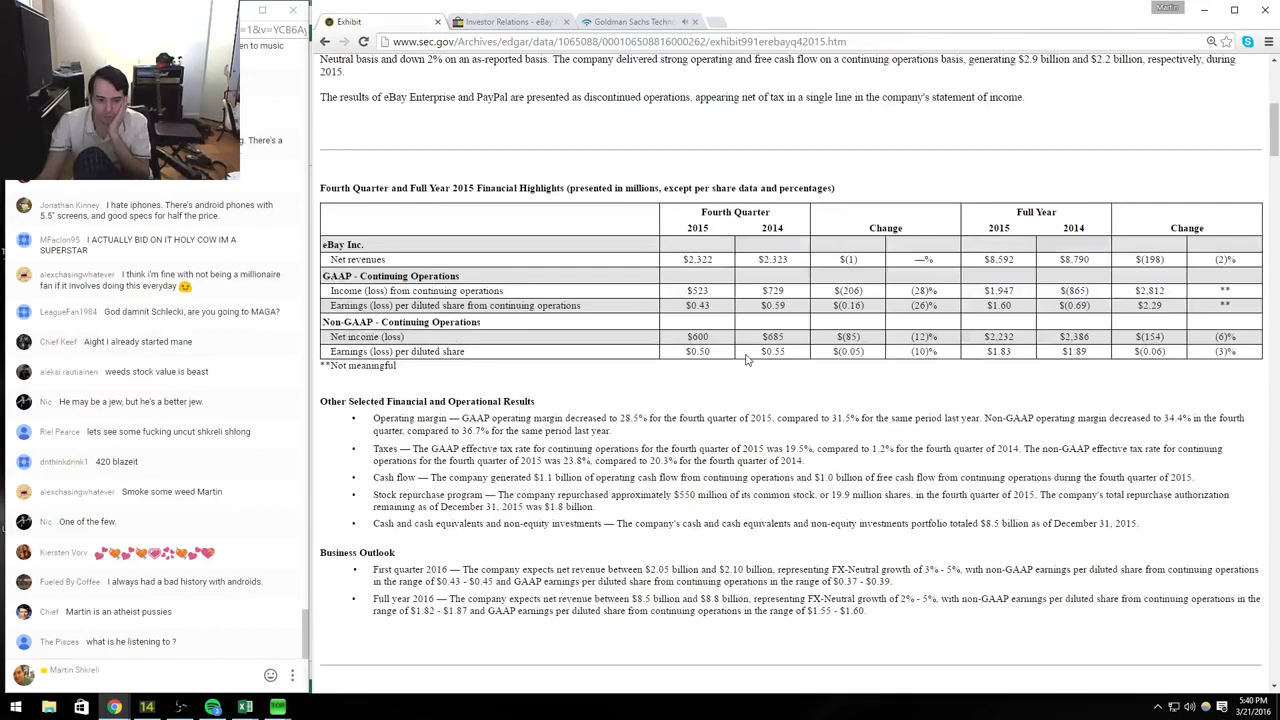 =1&v=YCB6Ay
en to music
g. There's a
Jonathan Kinney I hate iphones. There's android phones with
5.5" screens, and good specs for half the price.
MFaclon95 I ACTUALLY BID ON IT HOLY COW IM A
SUPERSTAR
alexchasingwhatever I think i'm fine with not being a millionaire
fan if it involves doing this everyday
LeagueFan1984 God damnit Schlecki, are you going to MAGA?
Chief Keef Aight I already started mane
aleksi rautiainen weeds stock value is beast
Nic He may be a jew, but he's a better jew.
Riel Pearce lets see some fucking uncut shkreli shlong
dnthinkdrink1 420 blazeit
alexchasingwhatever Smoke some weed Martin
Nic One of the few.
Kiersten Vorv
Fueled By Coffee I always had a bad history with androids.
Chief Martin is an atheist pussies
The Pisces what is he listening to ?
Martin Shkreli
Martin
Exhibit
Investor Relations - eBay
Goldman Sachs Techn
www.sec.gov/Archives/edgar/data/1065088/000106508816000262/exhibit991erebayq42015.htm
Neutral basis and down 2% on an as-reported basis. The company delivered strong operating and free cash flow on a continuing operations basis, generating $2.9 billion and $2.2 billion, respectively, during
2015.
The results of eBay Enterprise and PayPal are presented as discontinued operations, appearing net of tax in a single line in the company's statement of income.
Fourth Quarter and Full Year 2015 Financial Highlights (presented in millions, except per share data and percentages)
Fourth Quarter Full Year
2015 2014 Change 2015 2014 Change
eBay Inc.
Net revenues $2,322 $2,323 $(1) —% $8,592 $8,790 $(198) (2)%
GAAP - Continuing Operations
Income (loss) from continuing operations $523 $729 $(206) (28)% $1,947 $(865) $2,812 **
Earnings (loss) per diluted share from continuing operations $0.43 $0.59 $(0.16) (26)% $1.60 $(0.69) $2.29 **
Non-GAAP - Continuing Operations
Net income (loss) $600 $685 $(85) (12)% $2,232 $2,386 $(154) (6)%
Earnings (loss) per diluted share $0.50 $0.55 $(0.05) (10)% $1.83 $1.89 $(0.06) (3)%
**Not meaningful
Other Selected Financial and Operational Results
• Operating margin — GAAP operating margin decreased to 28.5% for the fourth quarter of 2015, compared to 31.5% for the same period last year. Non-GAAP operating margin decreased to 34.4% in the fourth
quarter, compared to 36.7% for the same period last year.
• Taxes — The GAAP effective tax rate for continuing operations for the fourth quarter of 2015 was 19.5%, compared to 1.2% for the fourth quarter of 2014. The non-GAAP effective tax rate for continuing
operations for the fourth quarter of 2015 was 23.8%, compared to 20.3% for the fourth quarter of 2014.
• Cash flow — The company generated $1.1 billion of operating cash flow from continuing operations and $1.0 billion of free cash flow from continuing operations during the fourth quarter of 2015.
• Stock repurchase program — The company repurchased approximately $550 million of its common stock, or 19.9 million shares, in the fourth quarter of 2015. The company's total repurchase authorization
remaining as of December 31, 2015 was $1.8 billion.
• Cash and cash equivalents and non-equity investments — The company's cash and cash equivalents and non-equity investments portfolio totaled $8.5 billion as of December 31, 2015.
Business Outlook
• First quarter 2016 — The company expects net revenue between $2.05 billion and $2.10 billion, representing FX-Neutral growth of 3% - 5%, with non-GAAP earnings per diluted share from continuing operations
in the range of $0.43 - $0.45 and GAAP earnings per diluted share from continuing operations in the range of $0.37 - $0.39.
• Full year 2016 — The company expects net revenue between $8.5 billion and $8.8 billion, representing FX-Neutral growth of 2% - 5%, with non-GAAP earnings per diluted share from continuing operations in the
range of $1.82 - $1.87 and GAAP earnings per diluted share from continuing operations in the range of $1.55 - $1.60.
14
5:40 PM
3/21/2016